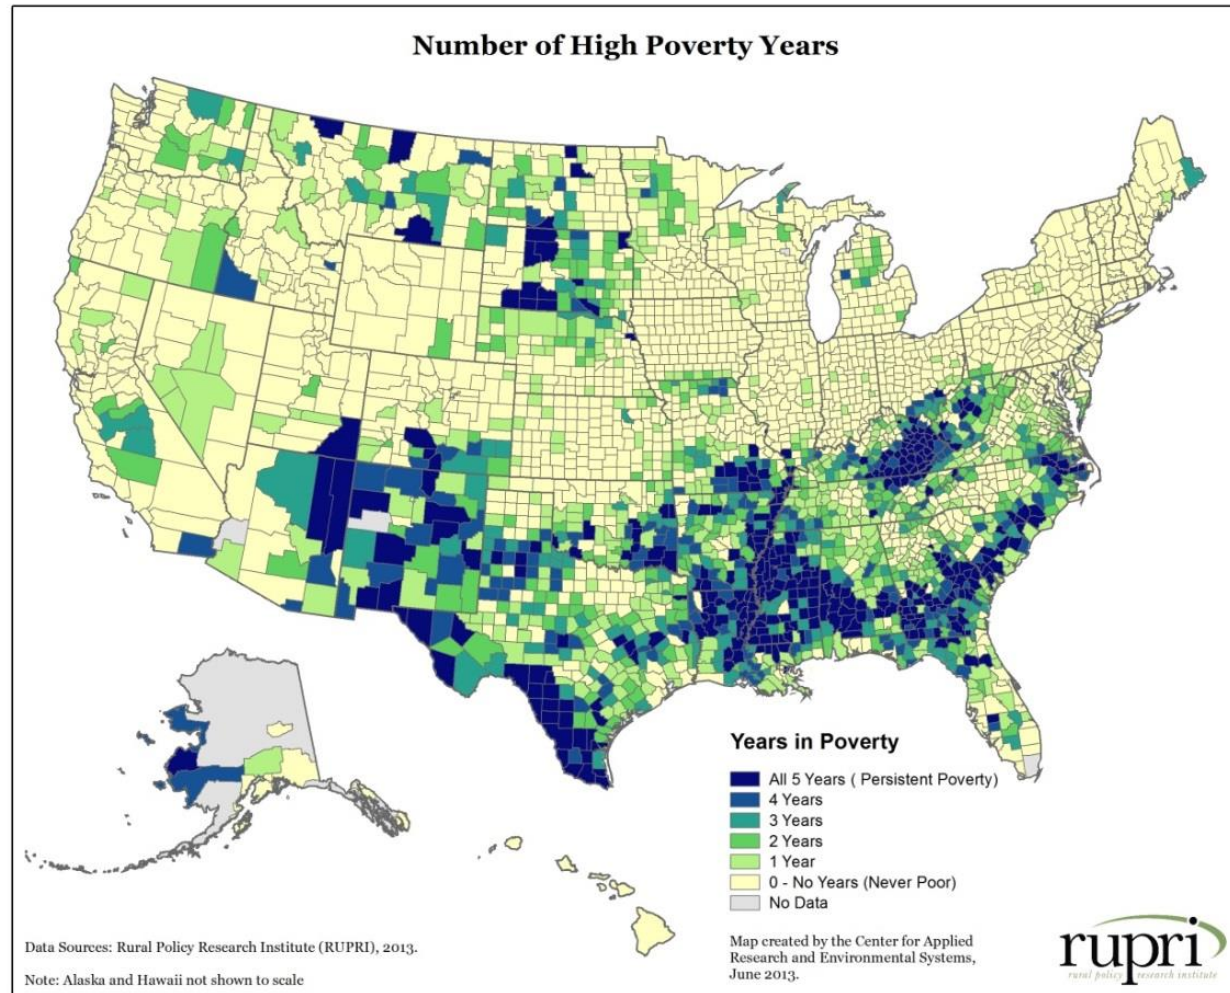 Number of High Poverty Years
Years in Poverty
All 5 Years ( Persistent Poverty)
4 Years
3 Years
2 Years
1 Year
0 - No Years (Never Poor)
No Data
Data Sources: Rural Policy Research Institute (RUPRI), 2013.
Note: Alaska and Hawaii not shown to scale
Map created by the Center for Applied
Research and Environmental Systems,
June 2013.
rupri
rural policy research institute